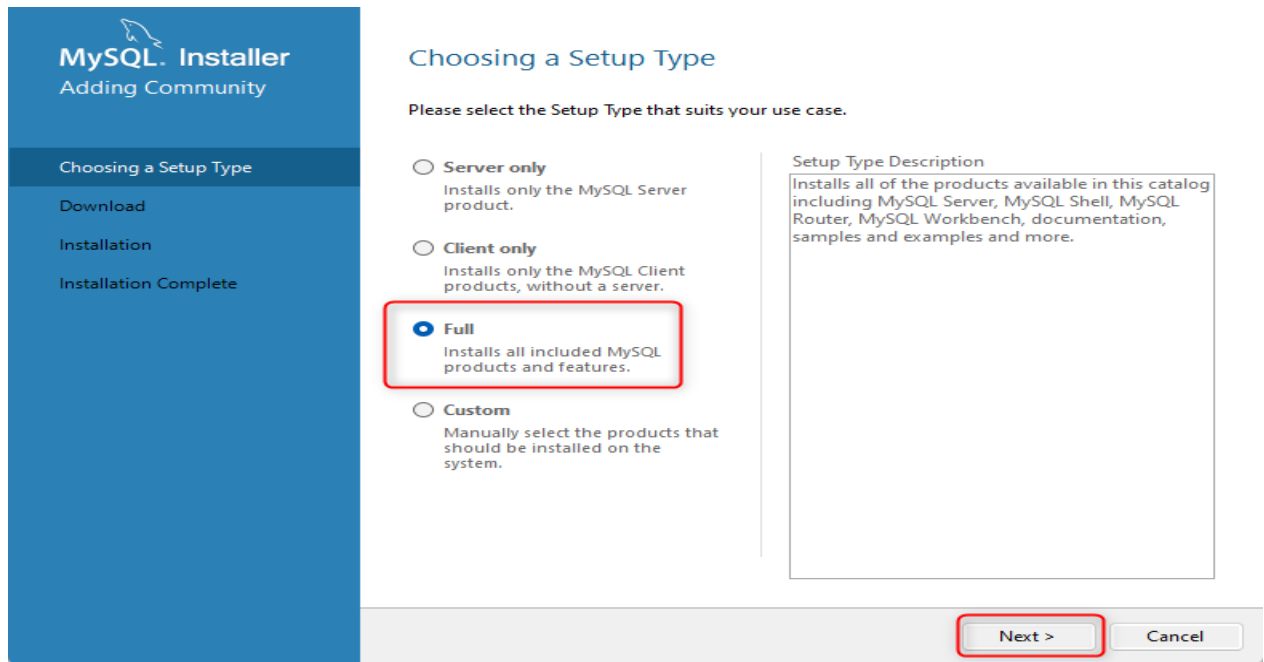 MySQL. Installer
Adding Community
Choosing a Setup Type
Download
Installation
Installation Complete
Choosing a Setup Type
Please select the Setup Type that suits your use case.
Server only
Installs only the MySQL Server
product.
Client only
Installs only the MySQL Client
products, without a server.
Full
Installs all included MySQL
products and features.
Custom
Manually select the products that
should be installed on the
system.
Setup Type Description
Installs all of the products available in this catalog
including MySQL Server, MySQL Shell, MySQL
Router, MySQL Workbench, documentation,
samples and examples and more.
Next >
Cancel